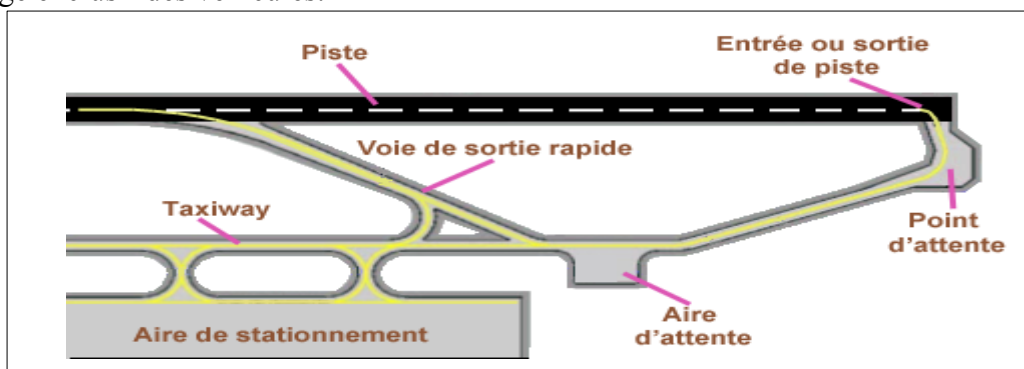 Piste
Entrée ou sortie
de piste
Voie de sortie rapide
Taxiway
Point
d'attente
Aire
d'attente
Aire de stationnement